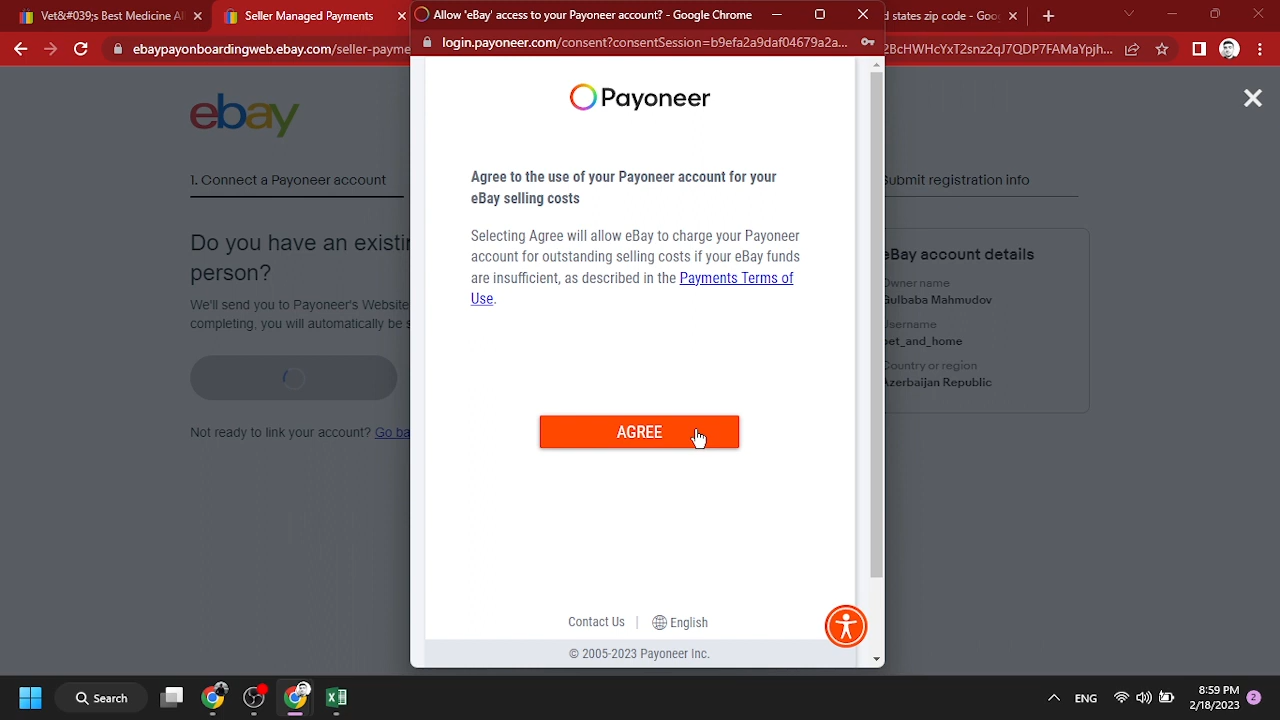 Vet&#039;s Best Medicine Al
Seller Managed Payments
Allow 'eBay' access to your Payoneer account? - Google Chrome
d states zip code - Goo
ebaypaymentboardingweb.ebay.com/seller-payme
login.payoneer.com/consent?consentSession=b9efa2a9daf04679a2a...
2BcHWHcYxT2snz2qJ7QDP7FAMaYpjh...
ebay
Payoneer
1. Connect a Payoneer account
Submit registration info
Do you have an existin
person?
We'll send you to Payoneer's Website
completing, you will automatically be s
Not ready to link your account? Go ba
Agree to the use of your Payoneer account for your
eBay selling costs
Selecting Agree will allow eBay to charge your Payoneer
account for outstanding selling costs if your eBay funds
are insufficient, as described in the Payments Terms of
Use.
AGREE
Contact Us | English
© 2005-2023 Payoneer Inc.
eBay account details
Owner name
Gulbaba Mahmudov
Username
pet_and_home
Country or region
Azerbaijan Republic
Search
ENG
8:59 PM
2/18/2023
2